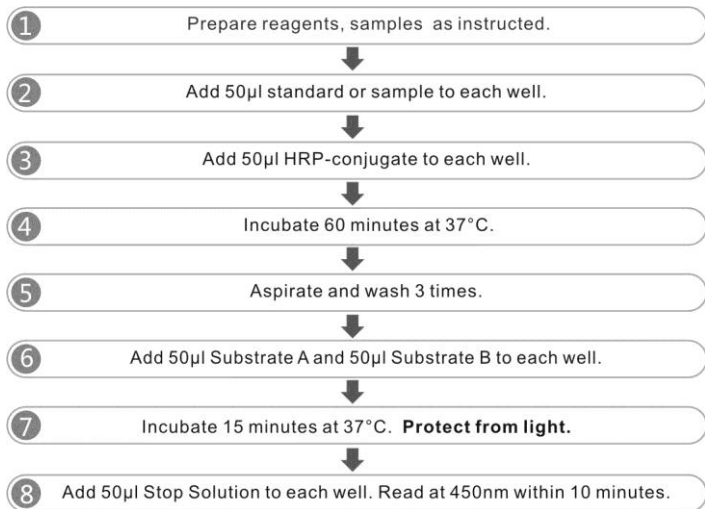 1 Prepare reagents, samples as instructed.
2 Add 50µl standard or sample to each well.
3 Add 50µl HRP-conjugate to each well.
4 Incubate 60 minutes at 37°C.
5 Aspirate and wash 3 times.
6 Add 50µl Substrate A and 50µl Substrate B to each well.
7 Incubate 15 minutes at 37°C. Protect from light.
8 Add 50µl Stop Solution to each well. Read at 450nm within 10 minutes.